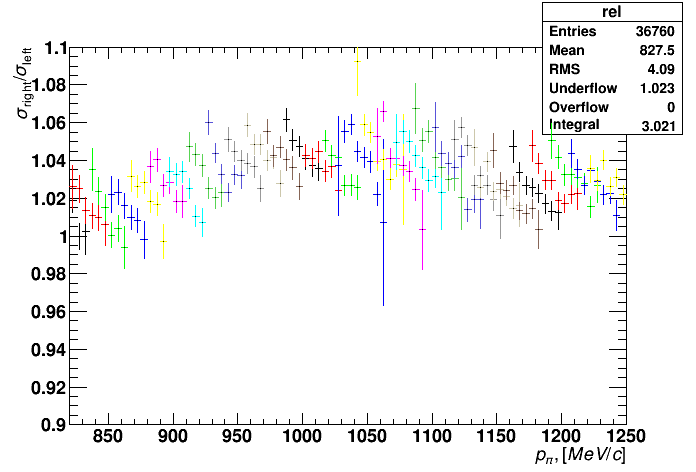 rel
Entries 36760
Mean 827.5
RMS 4.09
Underflow 1.023
Overflow 0
Integral 3.021
σright/σleft
1.1
1.08
1.06
1.04
1.02
1
0.98
0.96
0.94
0.92
0.9
850 900 950 1000 1050 1100 1150 1200 1250
pπ, [MeV/c]